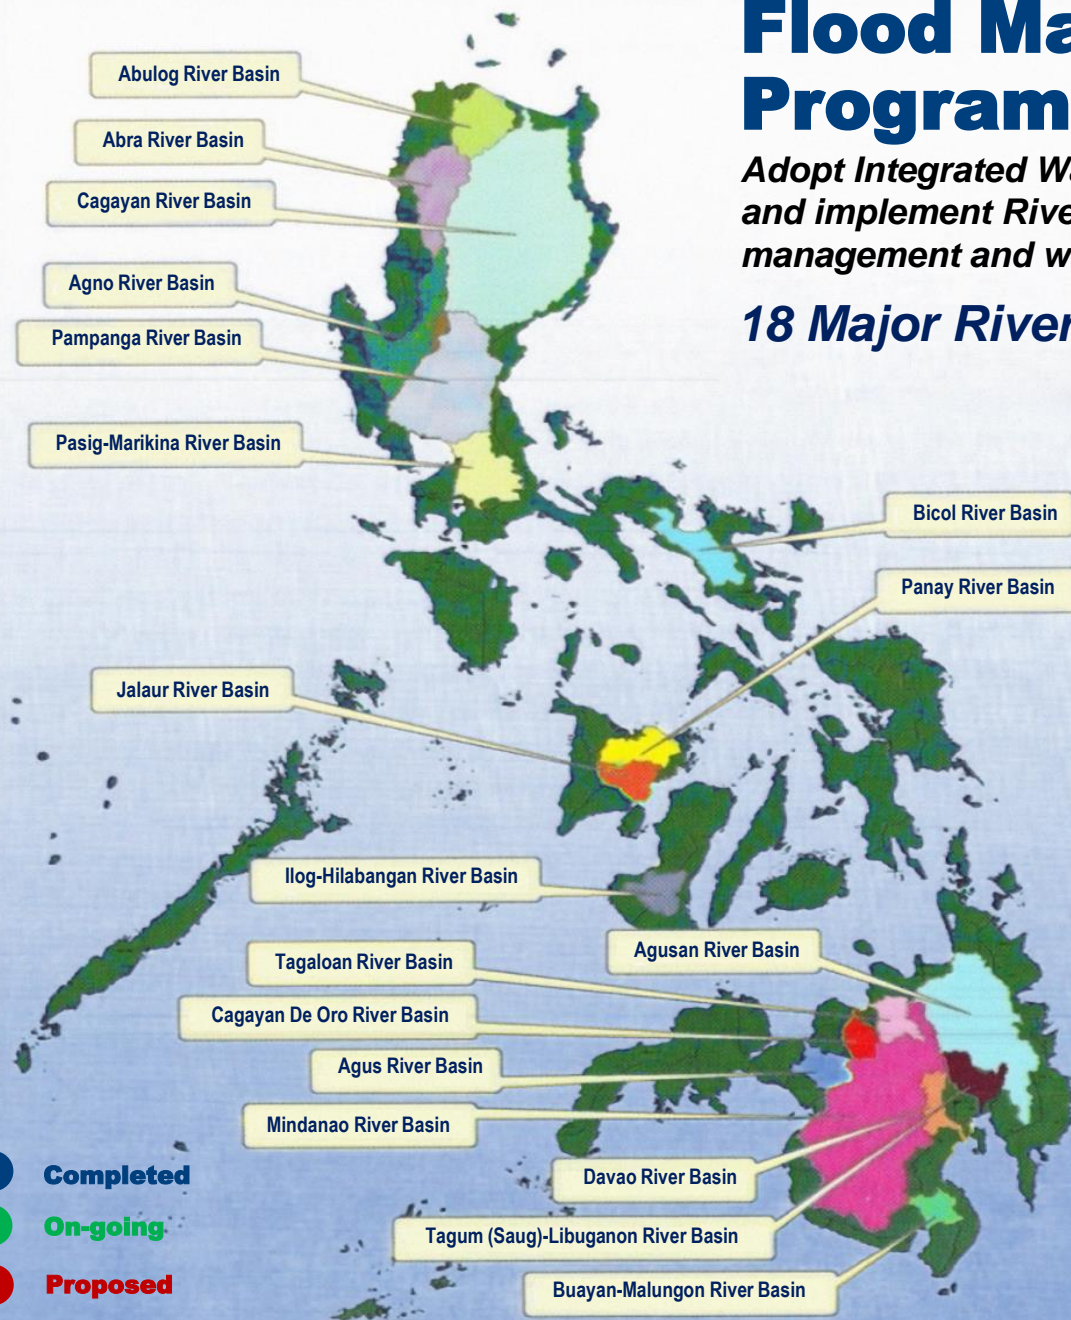 Flood Ma
Program
Adopt Integrated Wa
and implement Rive
management and w
18 Major River
Abulog River Basin
Abra River Basin
Cagayan River Basin
Agno River Basin
Pampanga River Basin
Pasig-Marikina River Basin
Bicol River Basin
Panay River Basin
Jalaur River Basin
Ilog-Hilabangan River Basin
Agusan River Basin
Tagaloan River Basin
Cagayan De Oro River Basin
Agus River Basin
Mindanao River Basin
Davao River Basin
Tagum (Saug)-Libuganon River Basin
Buayan-Malungon River Basin
Completed
On-going
Proposed